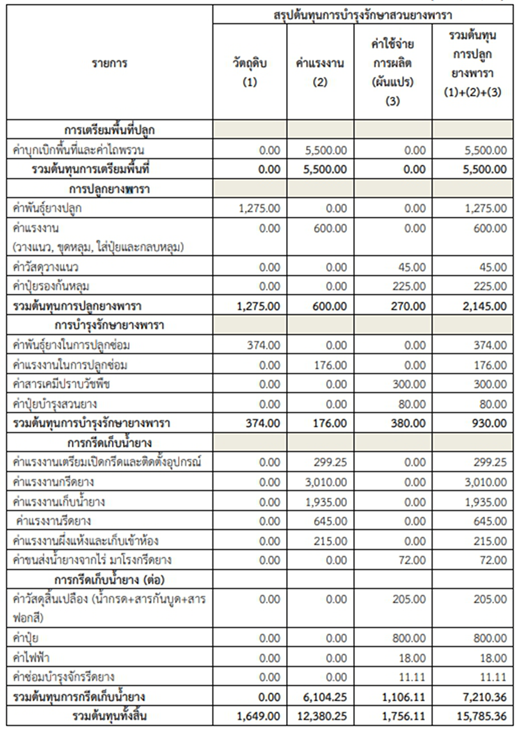 สรุปต้นทุนการบำรุงรักษาสวนยางพารา
รายการ วัตถุดิบ (1) ค่าแรงงาน (2) ค่าใช้จ่ายการผลิต (ผันแปร) (3) รวมต้นทุนการปลูกยางพารา (1)+(2)+(3)
การเตรียมพื้นที่ปลูก
ค่าบุกเบิกพื้นที่และค่าไถพรวน 0.00 5,500.00 0.00 5,500.00
รวมต้นทุนการเตรียมพื้นที่ 0.00 5,500.00 0.00 5,500.00
การปลูกยางพารา
ค่าพันธุ์ยางปลูก 1,275.00 0.00 0.00 1,275.00
ค่าแรงงาน 0.00 600.00 0.00 600.00
(วางแนว, ขุดหลุม, ใส่ปุ๋ยและกลบหลุม)
ค่าวัสดุวางแนว 0.00 0.00 45.00 45.00
ค่าปุ๋ยรองก้นหลุม 0.00 0.00 225.00 225.00
รวมต้นทุนการปลูกยางพารา 1,275.00 600.00 270.00 2,145.00
การบำรุงรักษายางพารา
ค่าพันธุ์ยางในการปลูกซ่อม 374.00 0.00 0.00 374.00
ค่าแรงงานในการปลูกซ่อม 0.00 176.00 0.00 176.00
ค่าสารเคมีปราบวัชพืช 0.00 0.00 300.00 300.00
ค่าปุ๋ยบำรุงสวนยาง 0.00 0.00 80.00 80.00
รวมต้นทุนการบำรุงรักษายางพารา 374.00 176.00 380.00 930.00
การกรีดเก็บน้ำยาง
ค่าแรงงานเตรียมเปิดกรีดและติดตั้งอุปกรณ์ 0.00 299.25 0.00 299.25
ค่าแรงงานกรีดยาง 0.00 3,010.00 0.00 3,010.00
ค่าแรงงานเก็บน้ำยาง 0.00 1,935.00 0.00 1,935.00
ค่าแรงงานรีดยาง 0.00 645.00 0.00 645.00
ค่าแรงงานผึ่งแห้งและเก็บเข้าห้อง 0.00 215.00 0.00 215.00
ค่าขนส่งน้ำยางจากไร่ มาโรงกรีดยาง 0.00 0.00 72.00 72.00
การกรีดเก็บน้ำยาง (ต่อ)
ค่าวัสดุสิ้นเปลือง (น้ำกรด+สารกันบูด+สาร 0.00 0.00 205.00 205.00
ฟอกสี)
ค่าปุ๋ย 0.00 0.00 800.00 800.00
ค่าไฟฟ้า 0.00 0.00 18.00 18.00
ค่าซ่อมบำรุงจักรรีดยาง 0.00 0.00 11.11 11.11
รวมต้นทุนการกรีดเก็บน้ำยาง 0.00 6,104.25 1,106.11 7,210.36
รวมต้นทุนทั้งสิ้น 1,649.00 12,380.25 1,756.11 15,785.36